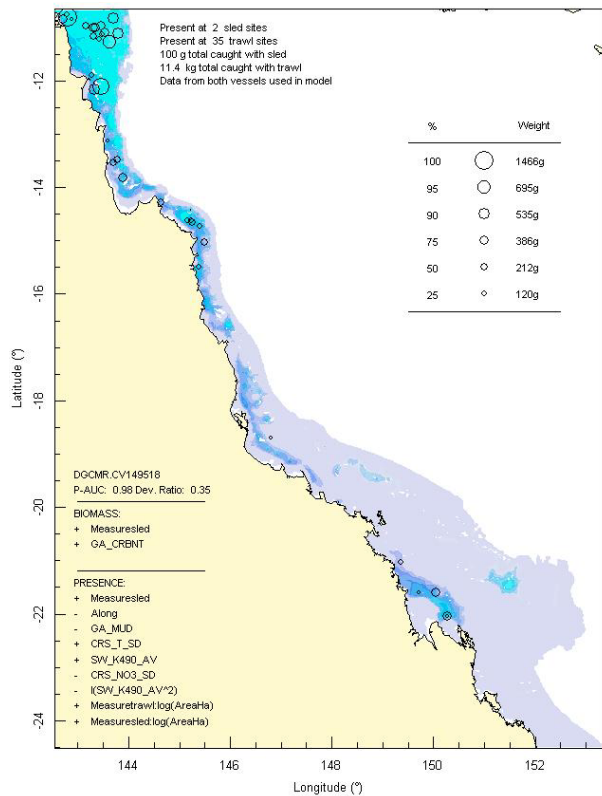 Present at 2 sled sites
Present at 35 trawl sites
100 g total caught with sled
11.4 kg total caught with trawl
Data from both vessels used in model
% Weight
100 1466g
95 695g
90 535g
75 386g
50 212g
25 120g
-12
-14
-16
-18
-20
-22
-24
Latitude (°)
DGCMR.CV149518
P-AUC: 0.98 Dev. Ratio: 0.35
BIOMASS:
+ Measuresled
+ GA_CRBNT
PRESENCE:
+ Measuresled
- Along
- GA_MUD
+ CRS_T_SD
+ SW_K490_AV
- CRS_NO3_SD
- I(SW_K490_AV^2)
+ Measuretrawl:log(AreaHa)
+ Measuresled:log(AreaHa)
144 146 148 150 152
Longitude (°)